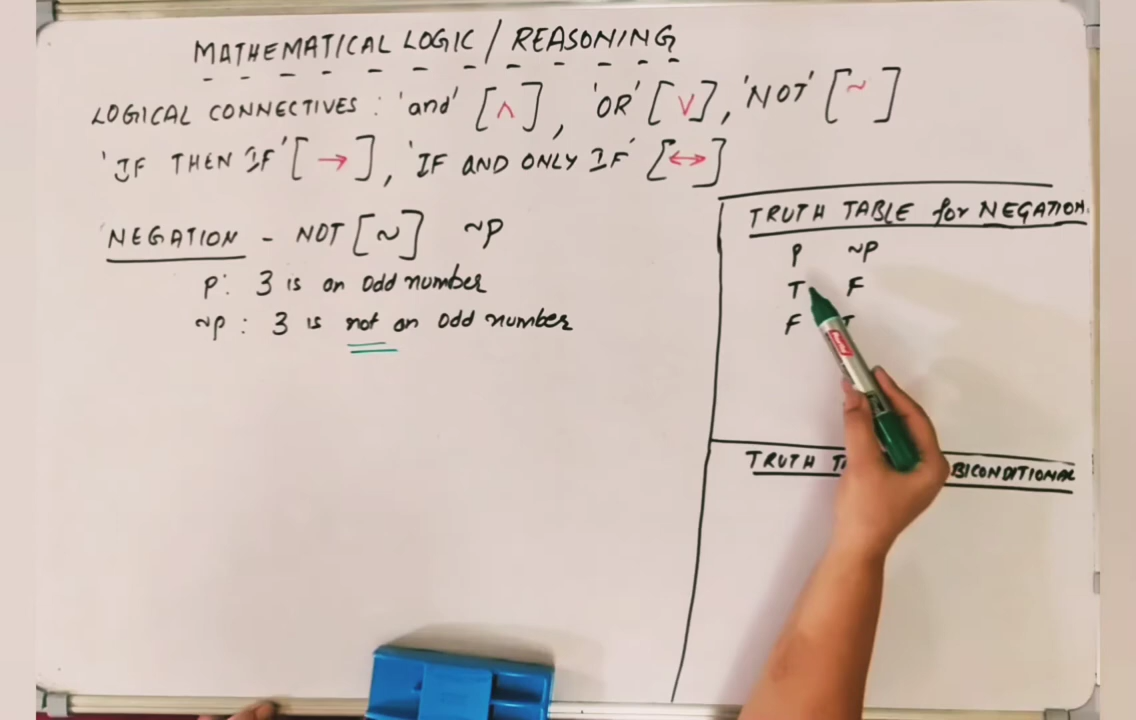 MATHEMATICAL LOGIC / REASONING
LOGICAL CONNECTIVES : 'and' [∧], 'OR' [∨], 'NOT' [~]
'IF THEN IF' [→], 'IF AND ONLY IF' [↔]
NEGATION - NOT [~] ~p
p: 3 is an odd number
~p : 3 is not an odd number
TRUTH TABLE for NEGATION.
P ~P
T F
F T
TRUTH BICONDITIONAL